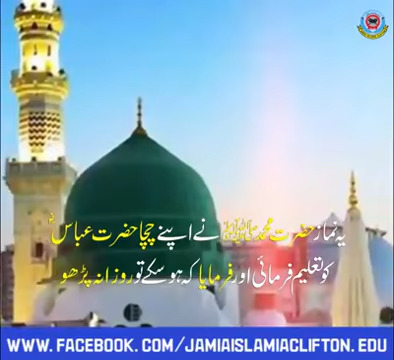 یہ نماز حضرت محمد ﷺ نے اپنے چچا حضرت عباسؓ
کو تعلیم فرمائی اور فرمایا کہ ہو سکے تو روزانہ پڑھو
WWW.FACEBOOK.COM/JAMIAISLAMIACLIFTON.EDU